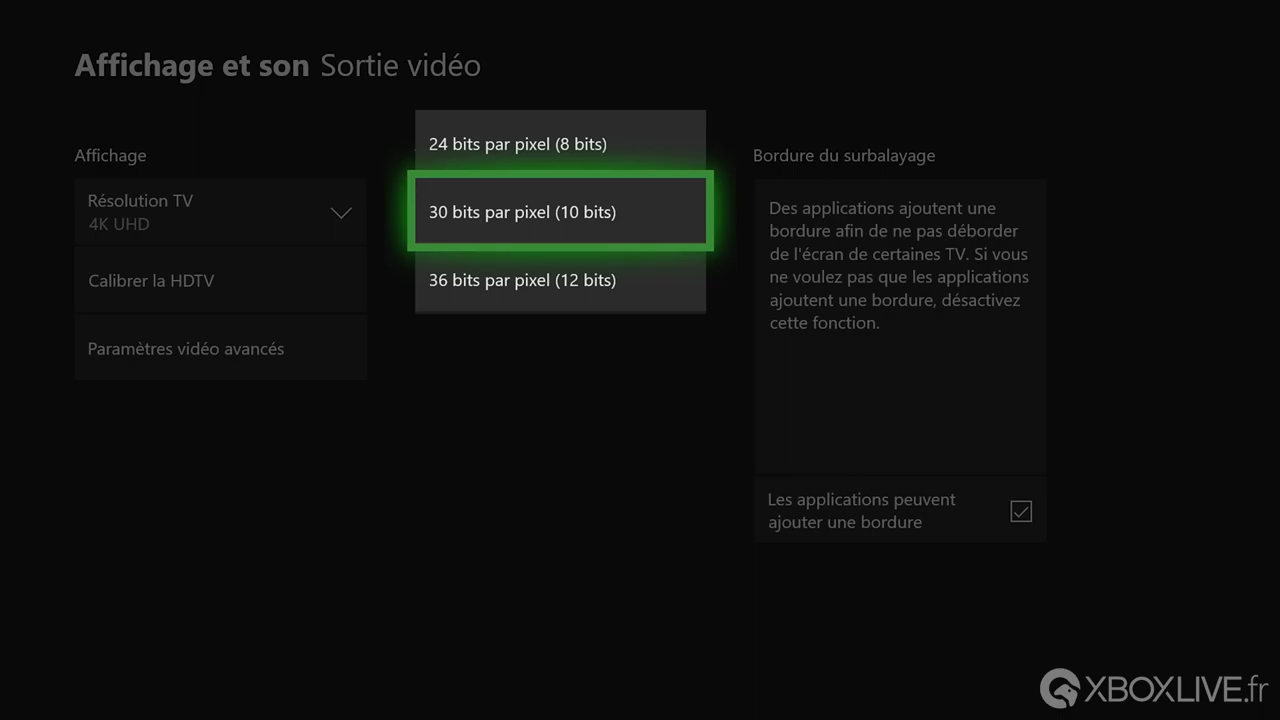 Affichage et son Sortie vidéo
Affichage
Résolution TV
4K UHD
Calibrer la HDTV
Paramètres vidéo avancés
24 bits par pixel (8 bits)
30 bits par pixel (10 bits)
36 bits par pixel (12 bits)
Bordure du surbalayage
Des applications ajoutent une
bordure afin de ne pas déborder
de l'écran de certaines TV. Si vous
ne voulez pas que les applications
ajoutent une bordure, désactivez
cette fonction.
Les applications peuvent
ajouter une bordure
XBOXLIVE.fr